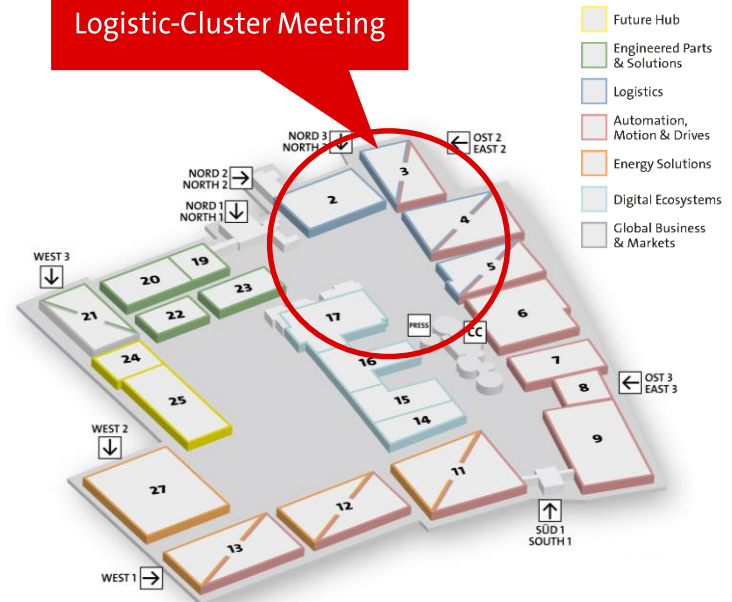 Logistic-Cluster Meeting
Future Hub
Engineered Parts
& Solutions
Logistics
Automation,
Motion & Drives
Energy Solutions
Digital Ecosystems
Global Business
& Markets
NORD 3
NORTH 3
OST 2
EAST 2
NORD 2
NORTH 2
NORD 1
NORTH 1
WEST 3
3
2
4
5
19
20
23
21
22
17
PRESS
CC
6
24
16
7
25
15
14
8
OST 3
EAST 3
9
WEST 2
27
11
12
13
SÜD 1
SOUTH 1
WEST 1